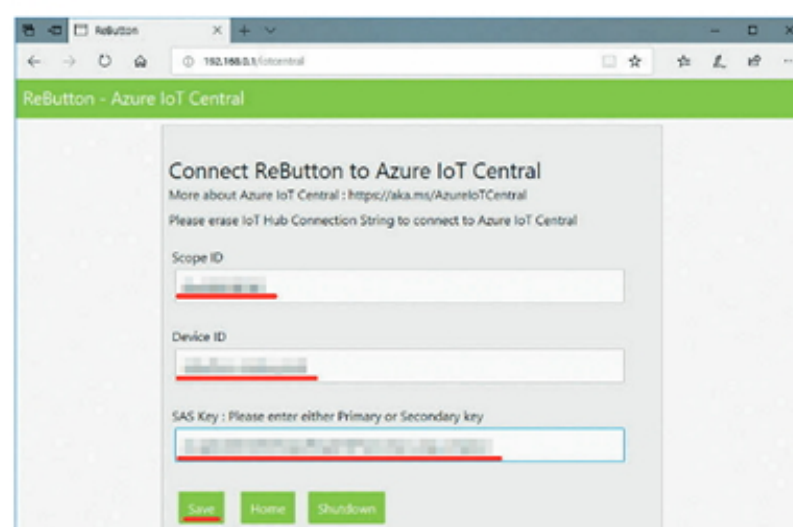 ReButton
192.168.0.1/iotcentral
ReButton - Azure IoT Central
Connect ReButton to Azure IoT Central
More about Azure IoT Central : https://aka.ms/AzureIoTCentral
Please erase IoT Hub Connection String to connect to Azure IoT Central
Scope ID
Device ID
SAS Key : Please enter either Primary or Secondary key
Save Home Shutdown